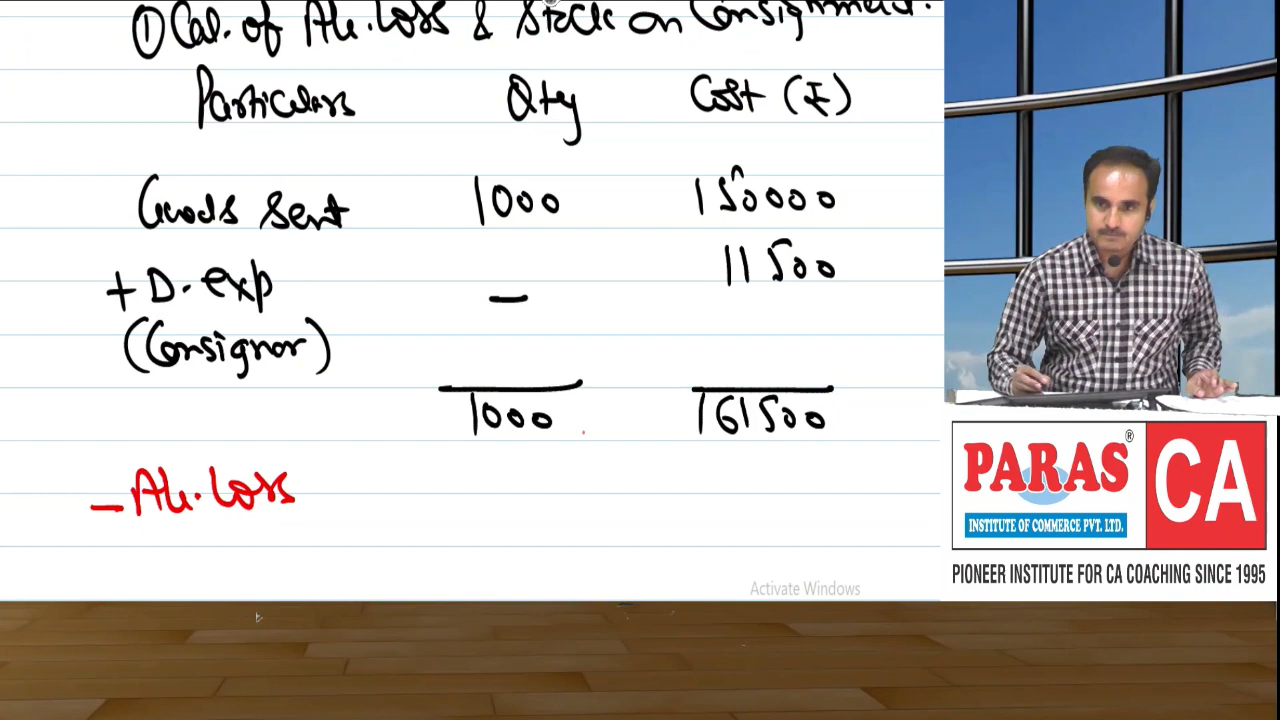 ① Cal. of Ab. Loss & Stock on Consignment.
Particulars Qty Cost (₹)
Goods sent 1000 150000
+ D. exp — 11500
(Consignor)
1000 161500
- Ab. Loss
Activate Windows
PARAS®
INSTITUTE OF COMMERCE PVT. LTD.
CA
PIONEER INSTITUTE FOR CA COACHING SINCE 1995